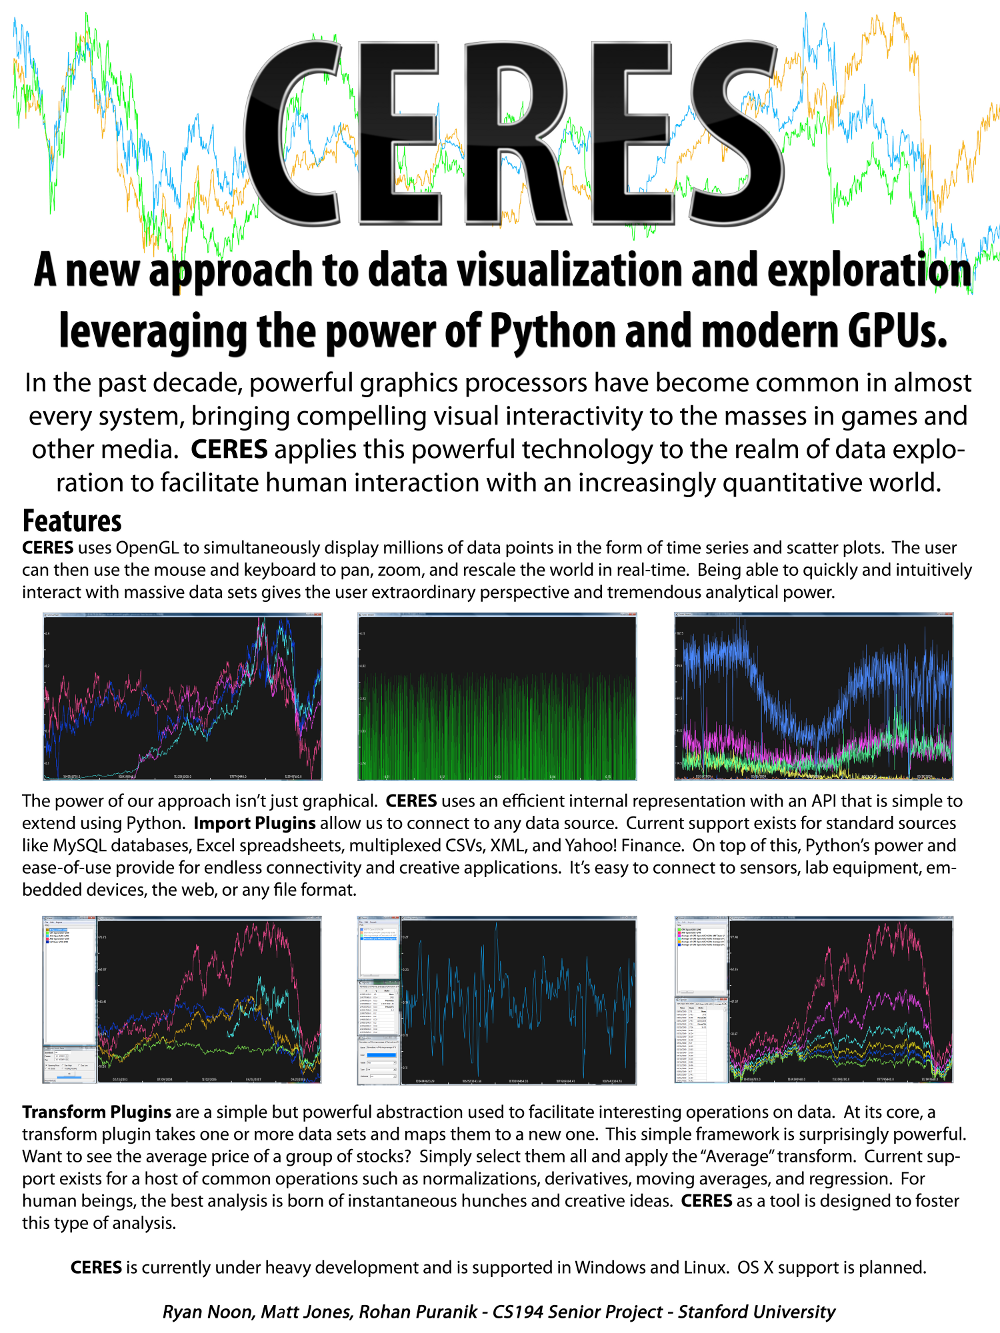 CERES
A new approach to data visualization and exploration
leveraging the power of Python and modern GPUs.
In the past decade, powerful graphics processors have become common in almost
every system, bringing compelling visual interactivity to the masses in games and
other media.  CERES applies this powerful technology to the realm of data explo-
ration to facilitate human interaction with an increasingly quantitative world.
Features
CERES uses OpenGL to simultaneously display millions of data points in the form of time series and scatter plots.  The user
can then use the mouse and keyboard to pan, zoom, and rescale the world in real-time.  Being able to quickly and intuitively
interact with massive data sets gives the user extraordinary perspective and tremendous analytical power.
The power of our approach isn't just graphical.  CERES uses an efficient internal representation with an API that is simple to
extend using Python.  Import Plugins allow us to connect to any data source.  Current support exists for standard sources
like MySQL databases, Excel spreadsheets, multiplexed CSVs, XML, and Yahoo! Finance.  On top of this, Python's power and
ease-of-use provide for endless connectivity and creative applications.  It's easy to connect to sensors, lab equipment, em-
bedded devices, the web, or any file format.
Transform Plugins are a simple but powerful abstraction used to facilitate interesting operations on data.  At its core, a
transform plugin takes one or more data sets and maps them to a new one.  This simple framework is surprisingly powerful.
Want to see the average price of a group of stocks?  Simply select them all and apply the "Average" transform.  Current sup-
port exists for a host of common operations such as normalizations, derivatives, moving averages, and regression.  For
human beings, the best analysis is born of instantaneous hunches and creative ideas.  CERES as a tool is designed to foster
this type of analysis.
CERES is currently under heavy development and is supported in Windows and Linux.  OS X support is planned.
Ryan Noon, Matt Jones, Rohan Puranik - CS194 Senior Project - Stanford University